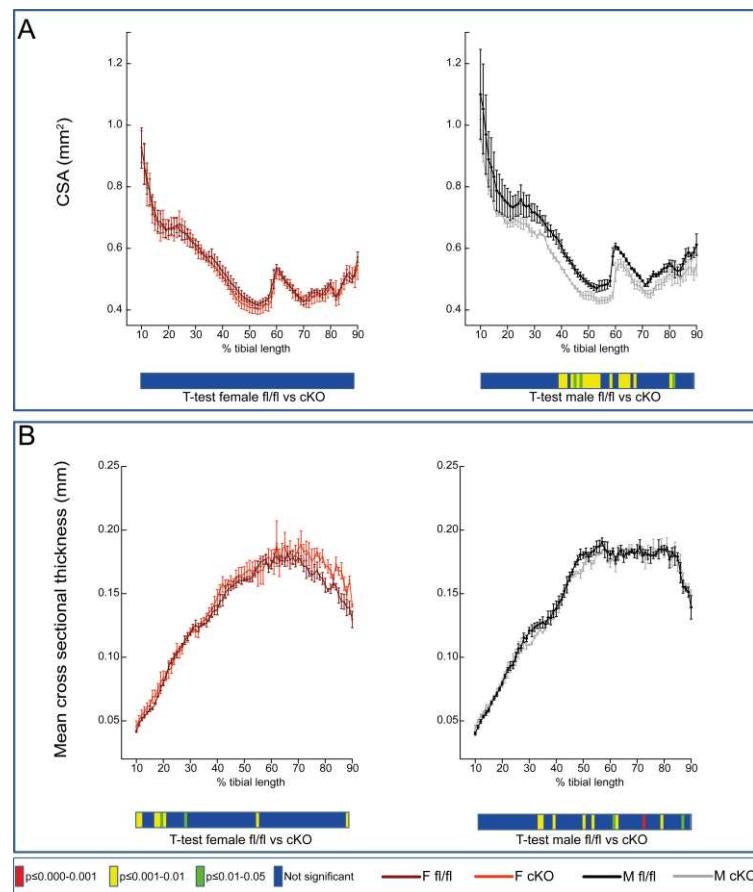 A
CSA (mm²)
1.2
1.0
0.8
0.6
0.4
10 20 30 40 50 60 70 80 90
% tibial length
T-test female fl/fl vs cKO
1.2
1.0
0.8
0.6
0.4
10 20 30 40 50 60 70 80 90
% tibial length
T-test male fl/fl vs cKO
B
Mean cross sectional thickness (mm)
0.25
0.20
0.15
0.10
0.05
10 20 30 40 50 60 70 80 90
% tibial length
T-test female fl/fl vs cKO
0.25
0.20
0.15
0.10
0.05
10 20 30 40 50 60 70 80 90
% tibial length
T-test male fl/fl vs cKO
p≤0.000-0.001 p≤0.001-0.01 p≤0.01-0.05 Not significant F fl/fl F cKO M fl/fl M cKO